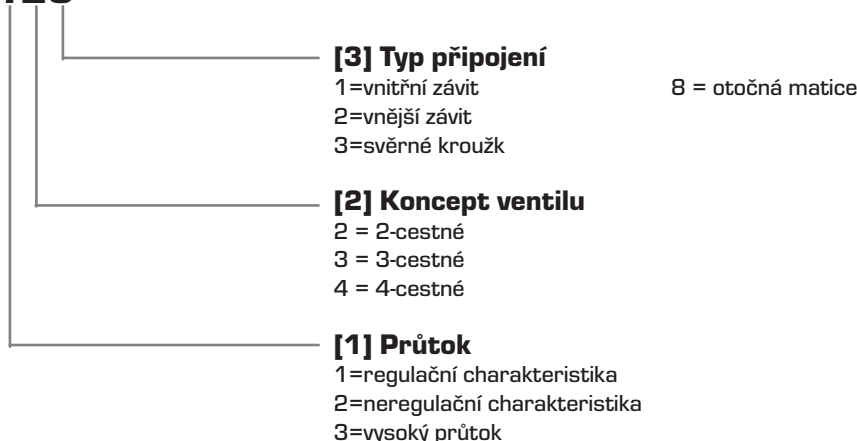 [3] Typ připojení
1=vnitřní závit 8 = otočná matice
2=vnější závit
3=svěrné kroužk
[2] Koncept ventilu
2 = 2-cestné
3 = 3-cestné
4 = 4-cestné
[1] Průtok
1=regulační charakteristika
2=neregulační charakteristika
3=vysoký průtok